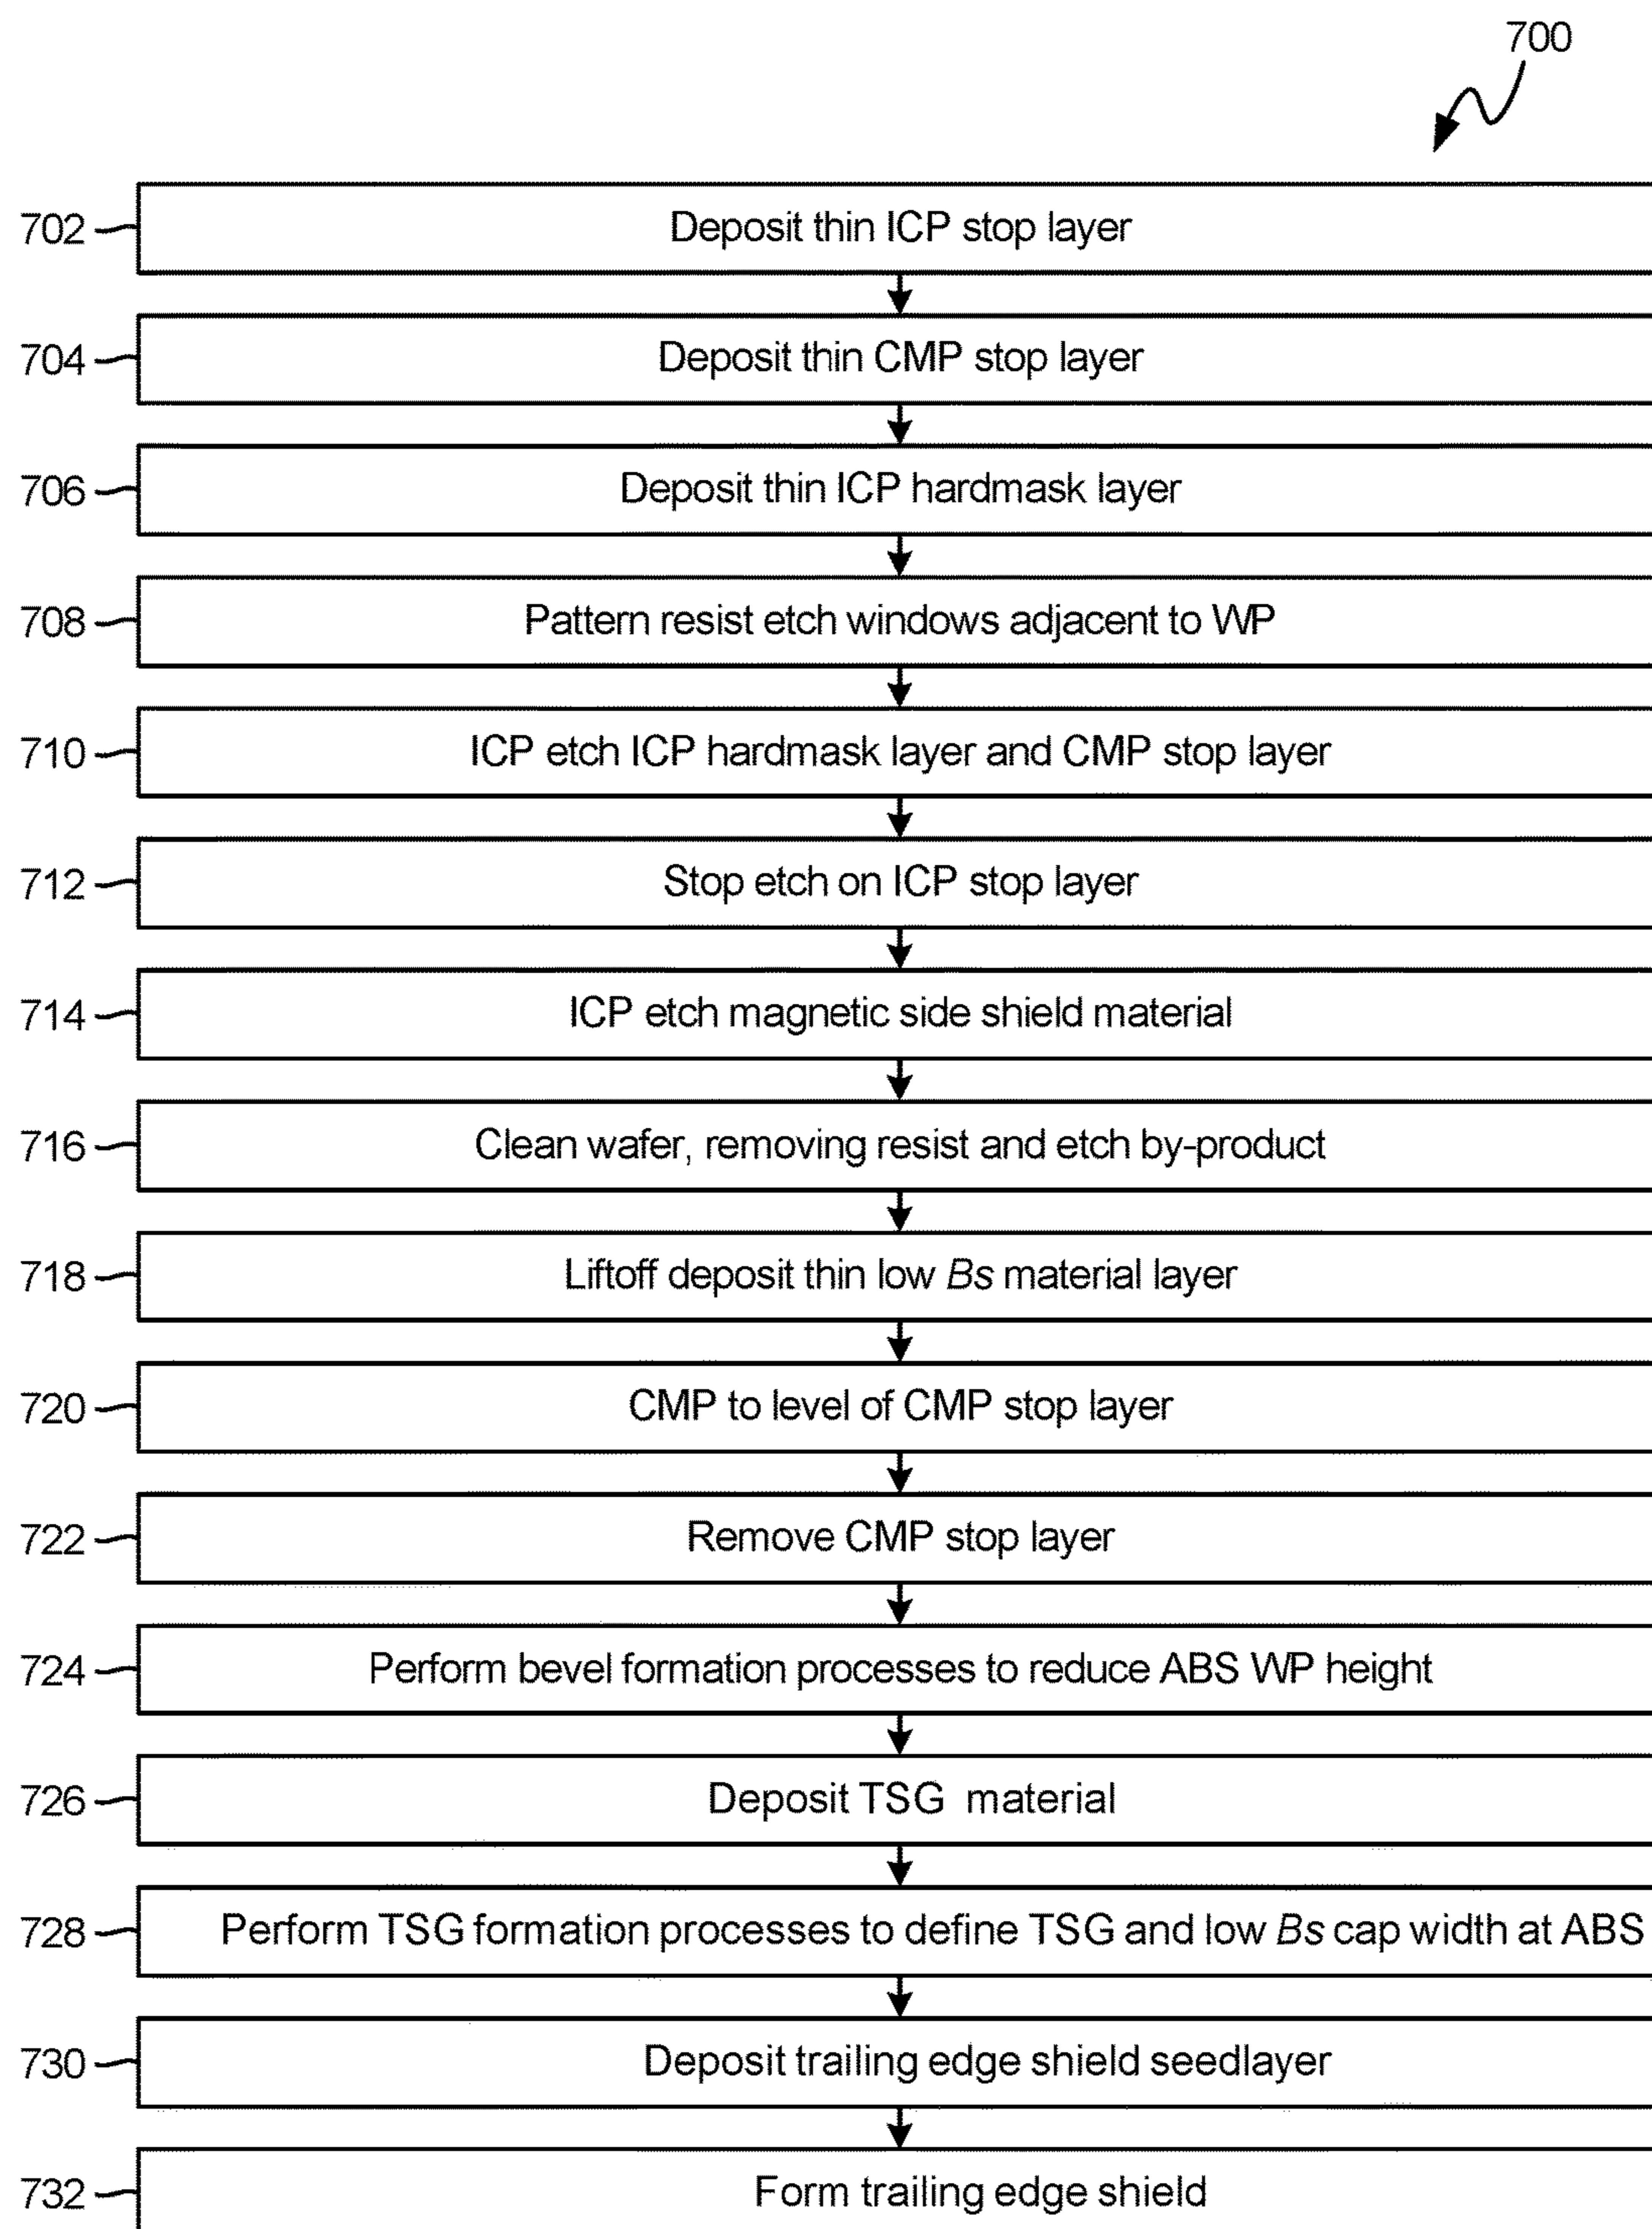 700
702 Deposit thin ICP stop layer
704 Deposit thin CMP stop layer
706 Deposit thin ICP hardmask layer
708 Pattern resist etch windows adjacent to WP
710 ICP etch ICP hardmask layer and CMP stop layer
712 Stop etch on ICP stop layer
714 ICP etch magnetic side shield material
716 Clean wafer, removing resist and etch by-product
718 Liftoff deposit thin low Bs material layer
720 CMP to level of CMP stop layer
722 Remove CMP stop layer
724 Perform bevel formation processes to reduce ABS WP height
726 Deposit TSG material
728 Perform TSG formation processes to define TSG and low Bs cap width at ABS
730 Deposit trailing edge shield seedlayer
732 Form trailing edge shield